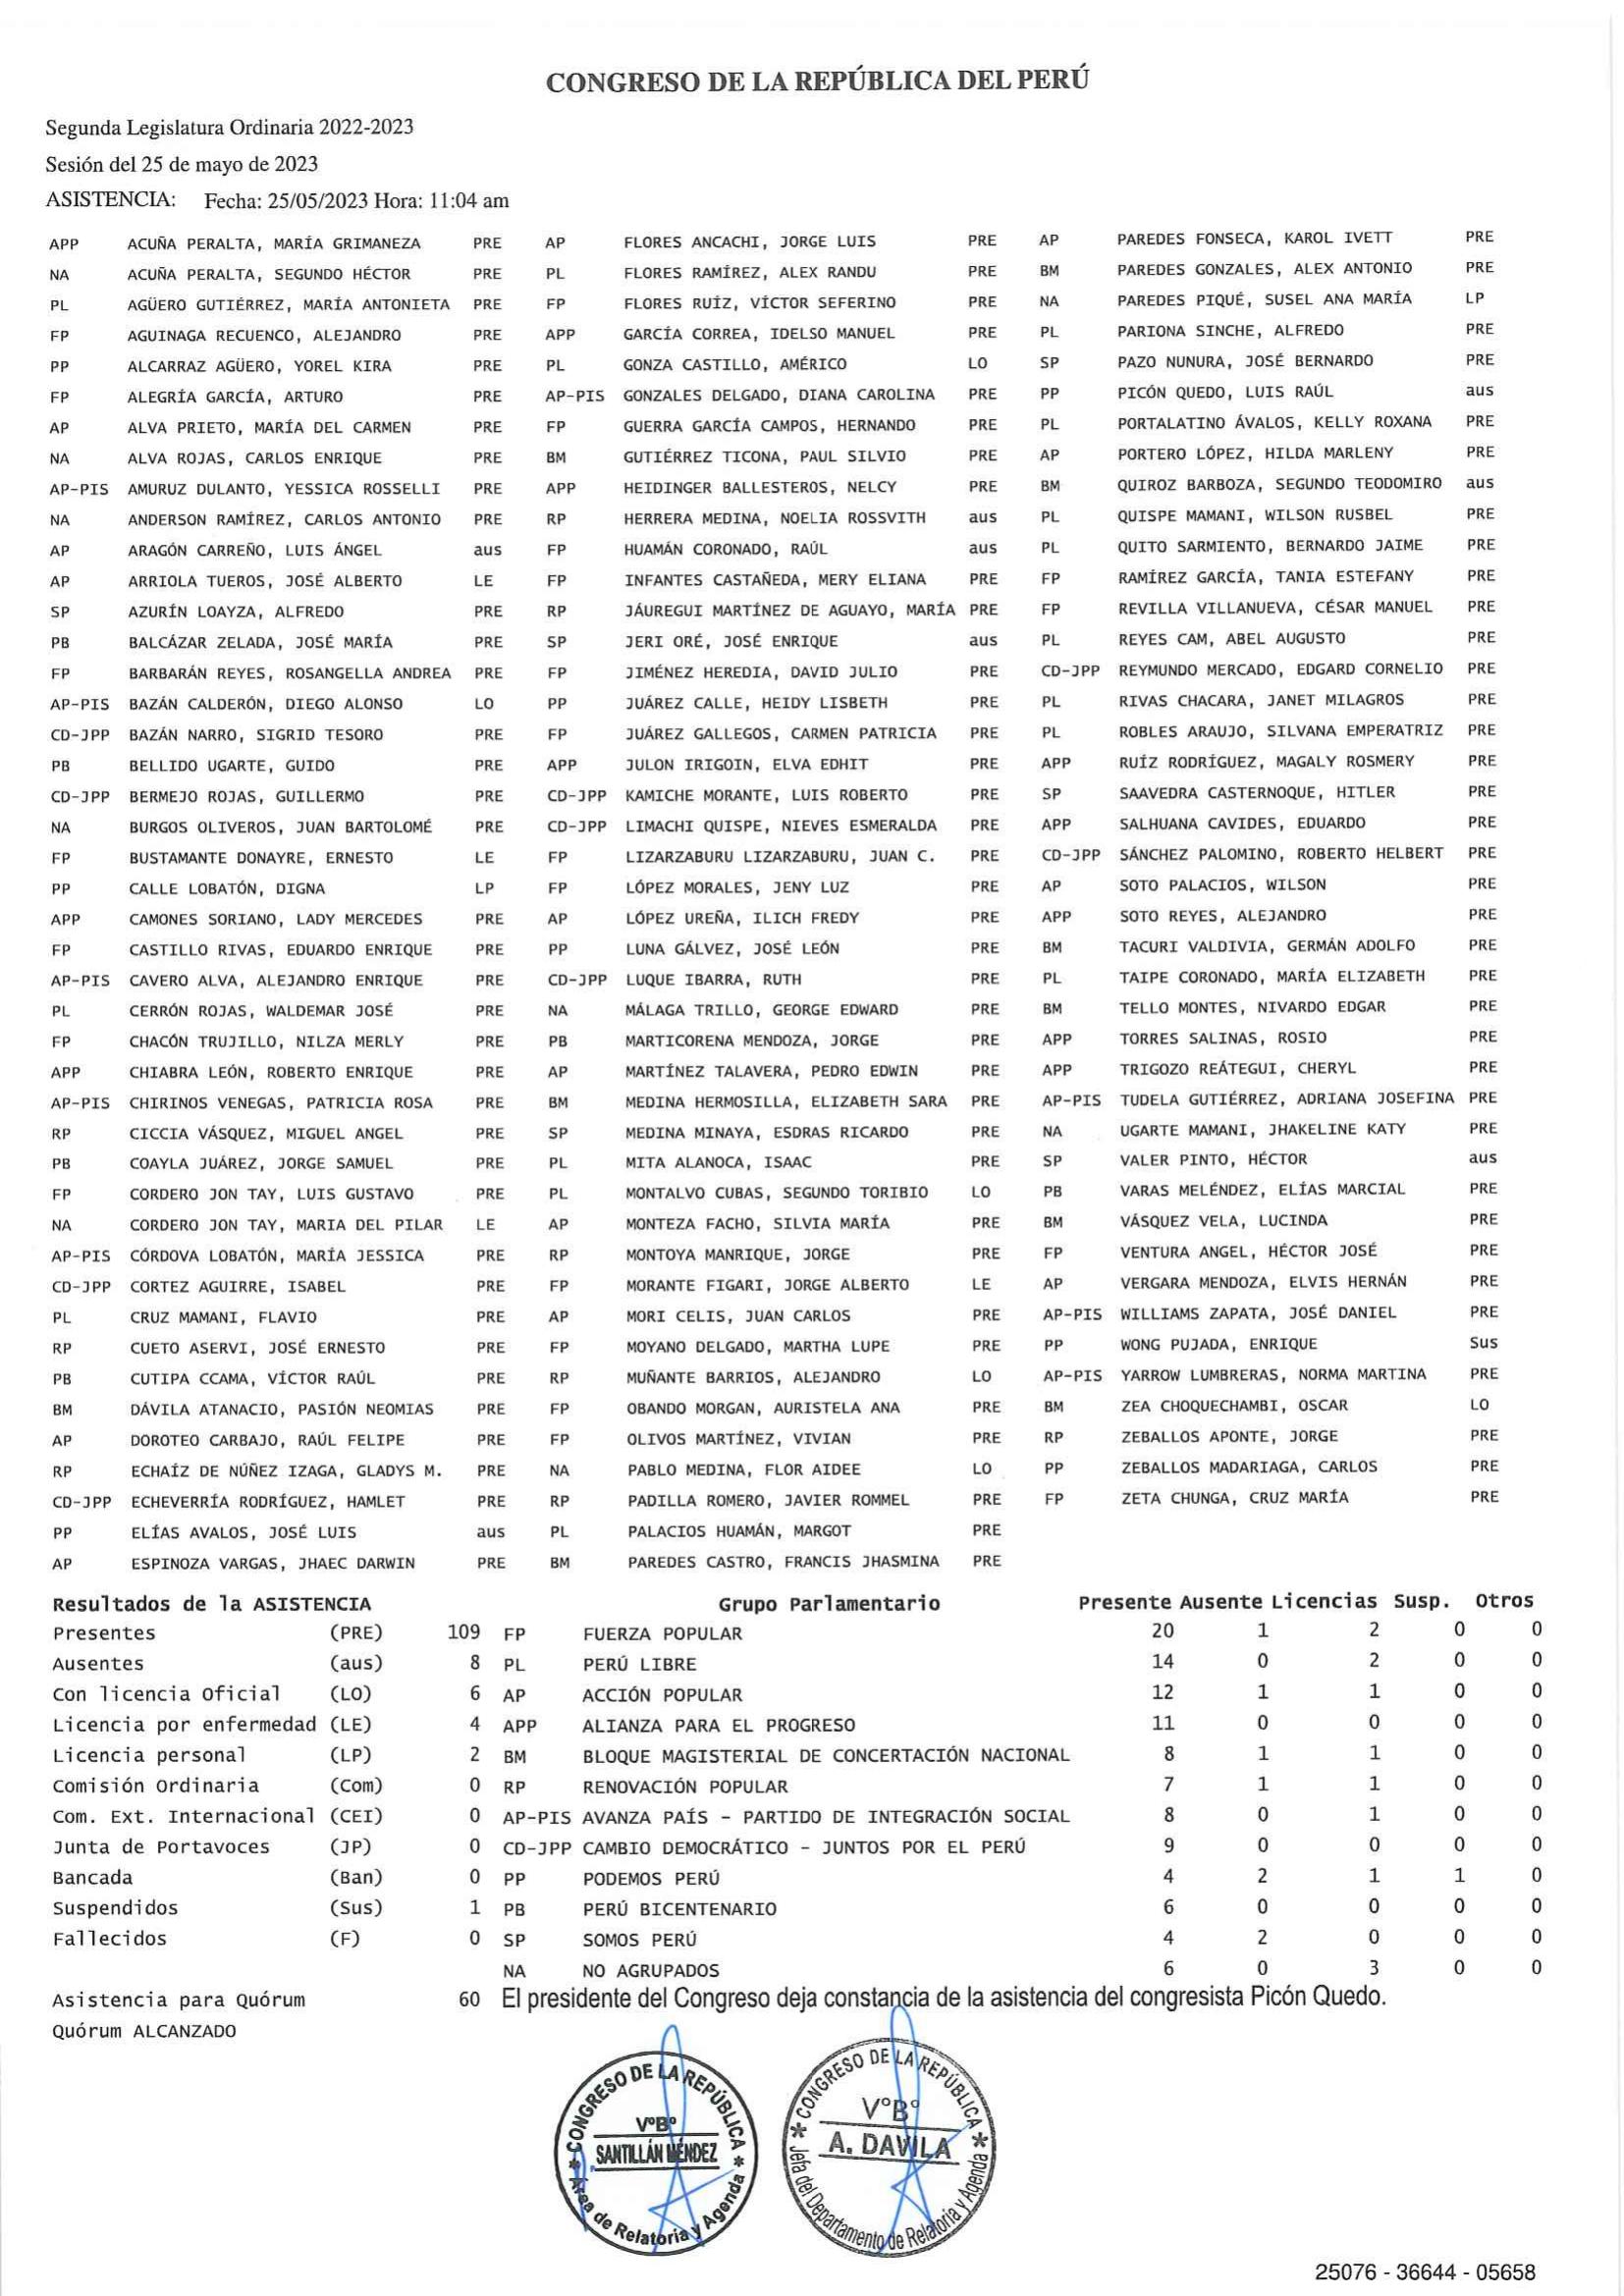 CONGRESO DE LA REPÚBLICA DEL PERÚ
Segunda Legislatura Ordinaria 2022-2023
Sesión del 25 de mayo de 2023
ASISTENCIA: Fecha: 25/05/2023 Hora: 11:04 am
APP ACUÑA PERALTA, MARÍA GRIMANEZA PRE AP FLORES ANCACHI, JORGE LUIS PRE AP PAREDES FONSECA, KAROL IVETT PRE
NA ACUÑA PERALTA, SEGUNDO HÉCTOR PRE PL FLORES RAMÍREZ, ALEX RANDU PRE BM PAREDES GONZALES, ALEX ANTONIO PRE
PL AGÜERO GUTIÉRREZ, MARÍA ANTONIETA PRE FP FLORES RUÍZ, VÍCTOR SEFERINO PRE NA PAREDES PIQUÉ, SUSEL ANA MARÍA LP
FP AGUINAGA RECUENCO, ALEJANDRO PRE APP GARCÍA CORREA, IDELSO MANUEL PRE PL PARIONA SINCHE, ALFREDO PRE
PP ALCARRAZ AGÜERO, YOREL KIRA PRE PL GONZA CASTILLO, AMÉRICO LO SP PAZO NUNURA, JOSÉ BERNARDO PRE
FP ALEGRÍA GARCÍA, ARTURO PRE AP-PIS GONZALES DELGADO, DIANA CAROLINA PRE PP PICÓN QUEDO, LUIS RAÚL aus
AP ALVA PRIETO, MARÍA DEL CARMEN PRE FP GUERRA GARCÍA CAMPOS, HERNANDO PRE PL PORTALATINO ÁVALOS, KELLY ROXANA PRE
NA ALVA ROJAS, CARLOS ENRIQUE PRE BM GUTIÉRREZ TICONA, PAUL SILVIO PRE AP PORTERO LÓPEZ, HILDA MARLENY PRE
AP-PIS AMURUZ DULANTO, YESSICA ROSSELLI PRE APP HEIDINGER BALLESTEROS, NELCY PRE BM QUIROZ BARBOZA, SEGUNDO TEODOMIRO aus
NA ANDERSON RAMÍREZ, CARLOS ANTONIO PRE RP HERRERA MEDINA, NOELIA ROSSVITH aus PL QUISPE MAMANI, WILSON RUSBEL PRE
AP ARAGÓN CARREÑO, LUIS ÁNGEL aus FP HUAMÁN CORONADO, RAÚL aus PL QUITO SARMIENTO, BERNARDO JAIME PRE
AP ARRIOLA TUEROS, JOSÉ ALBERTO LE FP INFANTES CASTAÑEDA, MERY ELIANA PRE FP RAMÍREZ GARCÍA, TANIA ESTEFANY PRE
SP AZURÍN LOAYZA, ALFREDO PRE RP JÁUREGUI MARTÍNEZ DE AGUAYO, MARÍA PRE FP REVILLA VILLANUEVA, CÉSAR MANUEL PRE
PB BALCÁZAR ZELADA, JOSÉ MARÍA PRE SP JERI ORÉ, JOSÉ ENRIQUE aus PL REYES CAM, ABEL AUGUSTO PRE
FP BARBARÁN REYES, ROSANGELLA ANDREA PRE FP JIMÉNEZ HEREDIA, DAVID JULIO PRE CD-JPP REYMUNDO MERCADO, EDGARD CORNELIO PRE
AP-PIS BAZÁN CALDERÓN, DIEGO ALONSO LO PP JUÁREZ CALLE, HEIDY LISBETH PRE PL RIVAS CHACARA, JANET MILAGROS PRE
CD-JPP BAZÁN NARRO, SIGRID TESORO PRE FP JUÁREZ GALLEGOS, CARMEN PATRICIA PRE PL ROBLES ARAUJO, SILVANA EMPERATRIZ PRE
PB BELLIDO UGARTE, GUIDO PRE APP JULON IRIGOIN, ELVA EDHIT PRE APP RUÍZ RODRÍGUEZ, MAGALY ROSMERY PRE
CD-JPP BERMEJO ROJAS, GUILLERMO PRE CD-JPP KAMICHE MORANTE, LUIS ROBERTO PRE SP SAAVEDRA CASTERNOQUE, HITLER PRE
NA BURGOS OLIVEROS, JUAN BARTOLOMÉ PRE CD-JPP LIMACHI QUISPE, NIEVES ESMERALDA PRE APP SALHUANA CAVIDES, EDUARDO PRE
FP BUSTAMANTE DONAYRE, ERNESTO LE FP LIZARZABURU LIZARZABURU, JUAN C. PRE CD-JPP SÁNCHEZ PALOMINO, ROBERTO HELBERT PRE
PP CALLE LOBATÓN, DIGNA LP FP LÓPEZ MORALES, JENY LUZ PRE AP SOTO PALACIOS, WILSON PRE
APP CAMONES SORIANO, LADY MERCEDES PRE AP LÓPEZ UREÑA, ILICH FREDY PRE APP SOTO REYES, ALEJANDRO PRE
FP CASTILLO RIVAS, EDUARDO ENRIQUE PRE PP LUNA GÁLVEZ, JOSÉ LEÓN PRE BM TACURI VALDIVIA, GERMÁN ADOLFO PRE
AP-PIS CAVERO ALVA, ALEJANDRO ENRIQUE PRE CD-JPP LUQUE IBARRA, RUTH PRE PL TAIPE CORONADO, MARÍA ELIZABETH PRE
PL CERRÓN ROJAS, WALDEMAR JOSÉ PRE NA MÁLAGA TRILLO, GEORGE EDWARD PRE BM TELLO MONTES, NIVARDO EDGAR PRE
FP CHACÓN TRUJILLO, NILZA MERLY PRE PB MARTICORENA MENDOZA, JORGE PRE APP TORRES SALINAS, ROSIO PRE
APP CHIABRA LEÓN, ROBERTO ENRIQUE PRE AP MARTÍNEZ TALAVERA, PEDRO EDWIN PRE APP TRIGOZO REÁTEGUI, CHERYL PRE
AP-PIS CHIRINOS VENEGAS, PATRICIA ROSA PRE BM MEDINA HERMOSILLA, ELIZABETH SARA PRE AP-PIS TUDELA GUTIÉRREZ, ADRIANA JOSEFINA PRE
RP CICCIA VÁSQUEZ, MIGUEL ANGEL PRE SP MEDINA MINAYA, ESDRAS RICARDO PRE NA UGARTE MAMANI, JHAKELINE KATY PRE
PB COAYLA JUÁREZ, JORGE SAMUEL PRE PL MITA ALANOCA, ISAAC PRE SP VALER PINTO, HÉCTOR aus
FP CORDERO JON TAY, LUIS GUSTAVO PRE PL MONTALVO CUBAS, SEGUNDO TORIBIO LO PB VARAS MELÉNDEZ, ELÍAS MARCIAL PRE
NA CORDERO JON TAY, MARIA DEL PILAR LE AP MONTEZA FACHO, SILVIA MARÍA PRE BM VÁSQUEZ VELA, LUCINDA PRE
AP-PIS CÓRDOVA LOBATÓN, MARÍA JESSICA PRE RP MONTOYA MANRIQUE, JORGE PRE FP VENTURA ANGEL, HÉCTOR JOSÉ PRE
CD-JPP CORTEZ AGUIRRE, ISABEL PRE FP MORANTE FIGARI, JORGE ALBERTO LE AP VERGARA MENDOZA, ELVIS HERNÁN PRE
PL CRUZ MAMANI, FLAVIO PRE AP MORI CELIS, JUAN CARLOS PRE AP-PIS WILLIAMS ZAPATA, JOSÉ DANIEL PRE
RP CUETO ASERVI, JOSÉ ERNESTO PRE FP MOYANO DELGADO, MARTHA LUPE PRE PP WONG PUJADA, ENRIQUE Sus
PB CUTIPA CCAMA, VÍCTOR RAÚL PRE RP MUÑANTE BARRIOS, ALEJANDRO LO AP-PIS YARROW LUMBRERAS, NORMA MARTINA PRE
BM DÁVILA ATANACIO, PASIÓN NEOMIAS PRE FP OBANDO MORGAN, AURISTELA ANA PRE BM ZEA CHOQUECHAMBI, OSCAR LO
AP DOROTEO CARBAJO, RAÚL FELIPE PRE FP OLIVOS MARTÍNEZ, VIVIAN PRE RP ZEBALLOS APONTE, JORGE PRE
RP ECHAÍZ DE NÚÑEZ IZAGA, GLADYS M. PRE NA PABLO MEDINA, FLOR AIDEE LO PP ZEBALLOS MADARIAGA, CARLOS PRE
CD-JPP ECHEVERRÍA RODRÍGUEZ, HAMLET PRE RP PADILLA ROMERO, JAVIER ROMMEL PRE FP ZETA CHUNGA, CRUZ MARÍA PRE
PP ELÍAS AVALOS, JOSÉ LUIS aus PL PALACIOS HUAMÁN, MARGOT PRE
AP ESPINOZA VARGAS, JHAEC DARWIN PRE BM PAREDES CASTRO, FRANCIS JHASMINA PRE
Resultados de la ASISTENCIA Grupo Parlamentario Presente Ausente Licencias Susp. Otros
Presentes (PRE) 109 FP FUERZA POPULAR 20 1 2 0 0
Ausentes (aus) 8 PL PERÚ LIBRE 14 0 2 0 0
Con licencia Oficial (LO) 6 AP ACCIÓN POPULAR 12 1 1 0 0
Licencia por enfermedad (LE) 4 APP ALIANZA PARA EL PROGRESO 11 0 0 0 0
Licencia personal (LP) 2 BM BLOQUE MAGISTERIAL DE CONCERTACIÓN NACIONAL 8 1 1 0 0
Comisión Ordinaria (Com) 0 RP RENOVACIÓN POPULAR 7 1 1 0 0
Com. Ext. Internacional (CEI) 0 AP-PIS AVANZA PAÍS - PARTIDO DE INTEGRACIÓN SOCIAL 8 0 1 0 0
Junta de Portavoces (JP) 0 CD-JPP CAMBIO DEMOCRÁTICO - JUNTOS POR EL PERÚ 9 0 0 0 0
Bancada (Ban) 0 PP PODEMOS PERÚ 4 2 1 1 0
Suspendidos (Sus) 1 PB PERÚ BICENTENARIO 6 0 0 0 0
Fallecidos (F) 0 SP SOMOS PERÚ 4 2 0 0 0
NA NO AGRUPADOS 6 0 3 0 0
Asistencia para Quórum 60 El presidente del Congreso deja constancia de la asistencia del congresista Picón Quedo.
Quórum ALCANZADO
CONGRESO DE LA REPÚBLICA
V°B°
SANTILLÁN MÉNDEZ
Area de Relatoria y Agenda
CONGRESO DE LA REPÚBLICA
V°B°
A. DAVILA
Jefa del Departamento de Relatoría y Agenda
25076 - 36644 - 05658